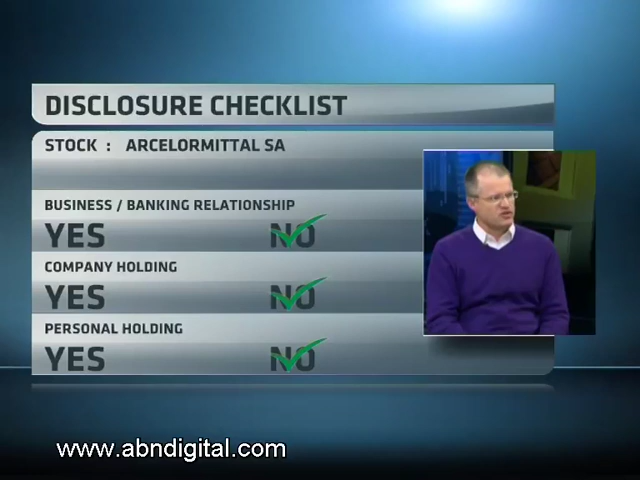 DISCLOSURE CHECKLIST
STOCK : ARCELORMITTAL SA
BUSINESS / BANKING RELATIONSHIP
YES NO
COMPANY HOLDING
YES NO
PERSONAL HOLDING
YES NO
www.abndigital.com